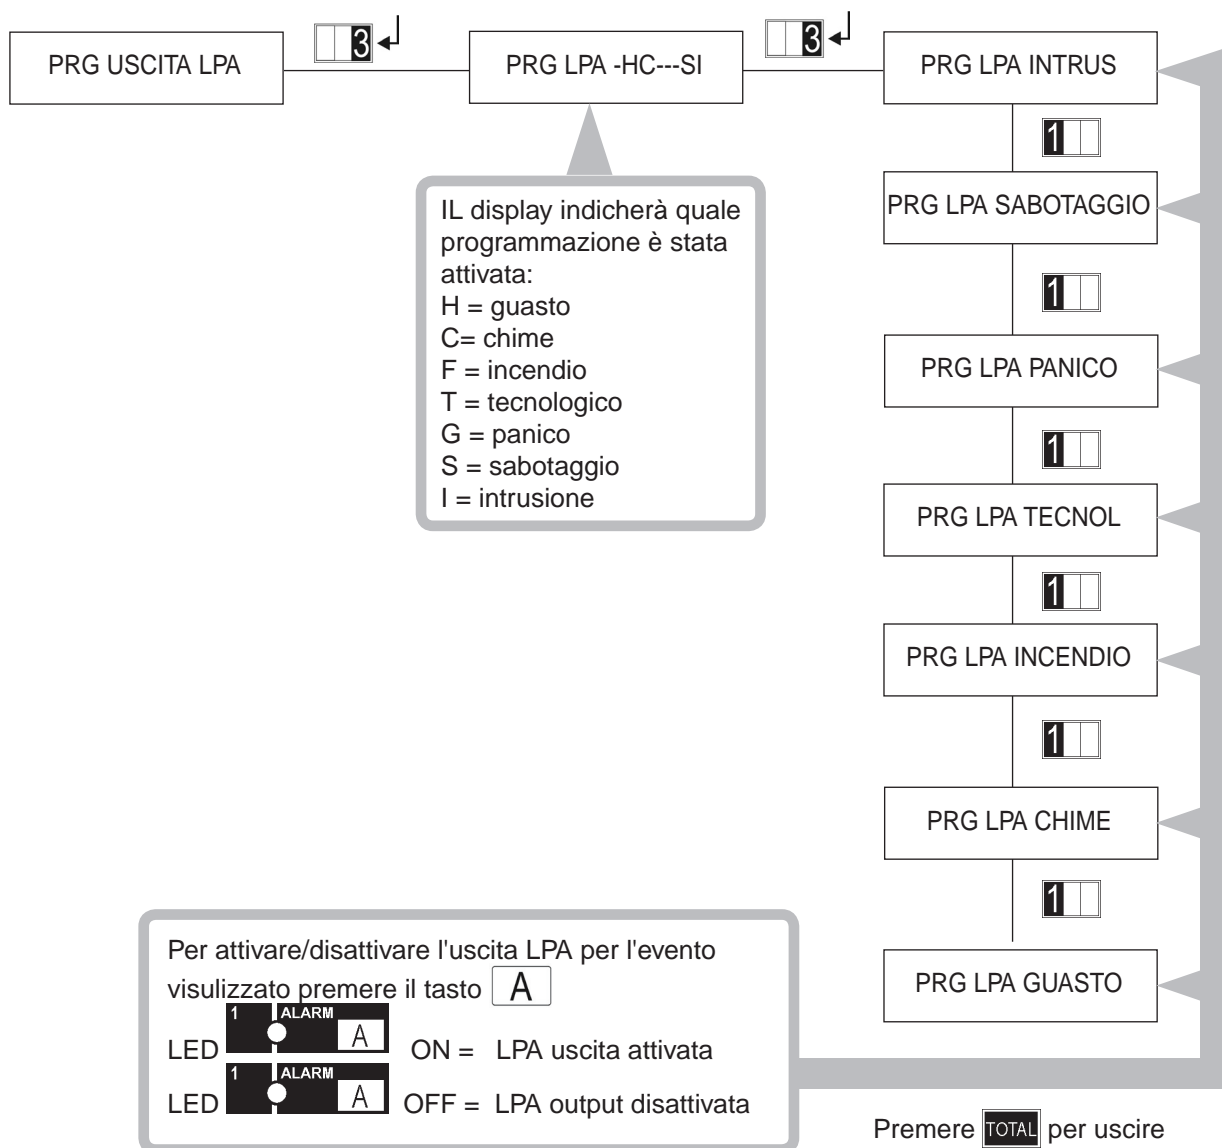 PRG USCITA LPA
3
PRG LPA -HC---SI
3
PRG LPA INTRUS
1
PRG LPA SABOTAGGIO
1
PRG LPA PANICO
1
PRG LPA TECNOL
1
PRG LPA INCENDIO
1
PRG LPA CHIME
1
PRG LPA GUASTO
IL display indicherà quale
programmazione è stata
attivata:
H = guasto
C= chime
F = incendio
T = tecnologico
G = panico
S = sabotaggio
I = intrusione
Per attivare/disattivare l'uscita LPA per l'evento
visulizzato premere il tasto A
LED 1 ALARM A ON = LPA uscita attivata
LED 1 ALARM A OFF = LPA output disattivata
Premere TOTAL per uscire